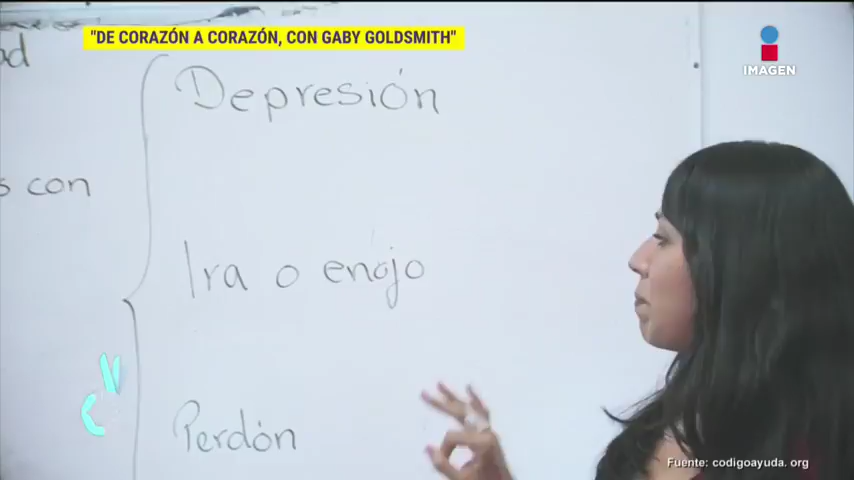 "DE CORAZÓN A CORAZÓN, CON GABY GOLDSMITH"
IMAGEN
Depresión
con
Ira o enojo
Perdón
Fuente: codigoayuda. org